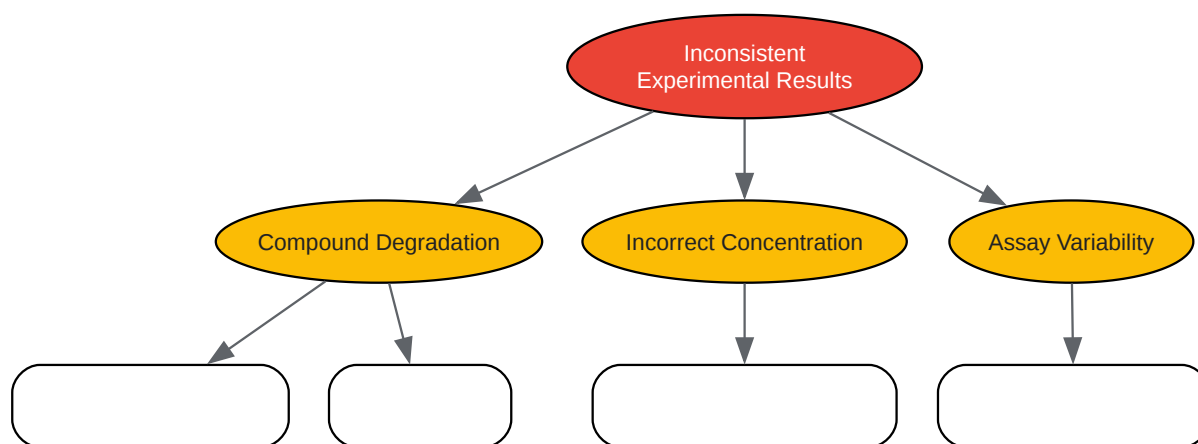 Inconsistent
Experimental Results
Compound Degradation
Incorrect Concentration
Assay Variability